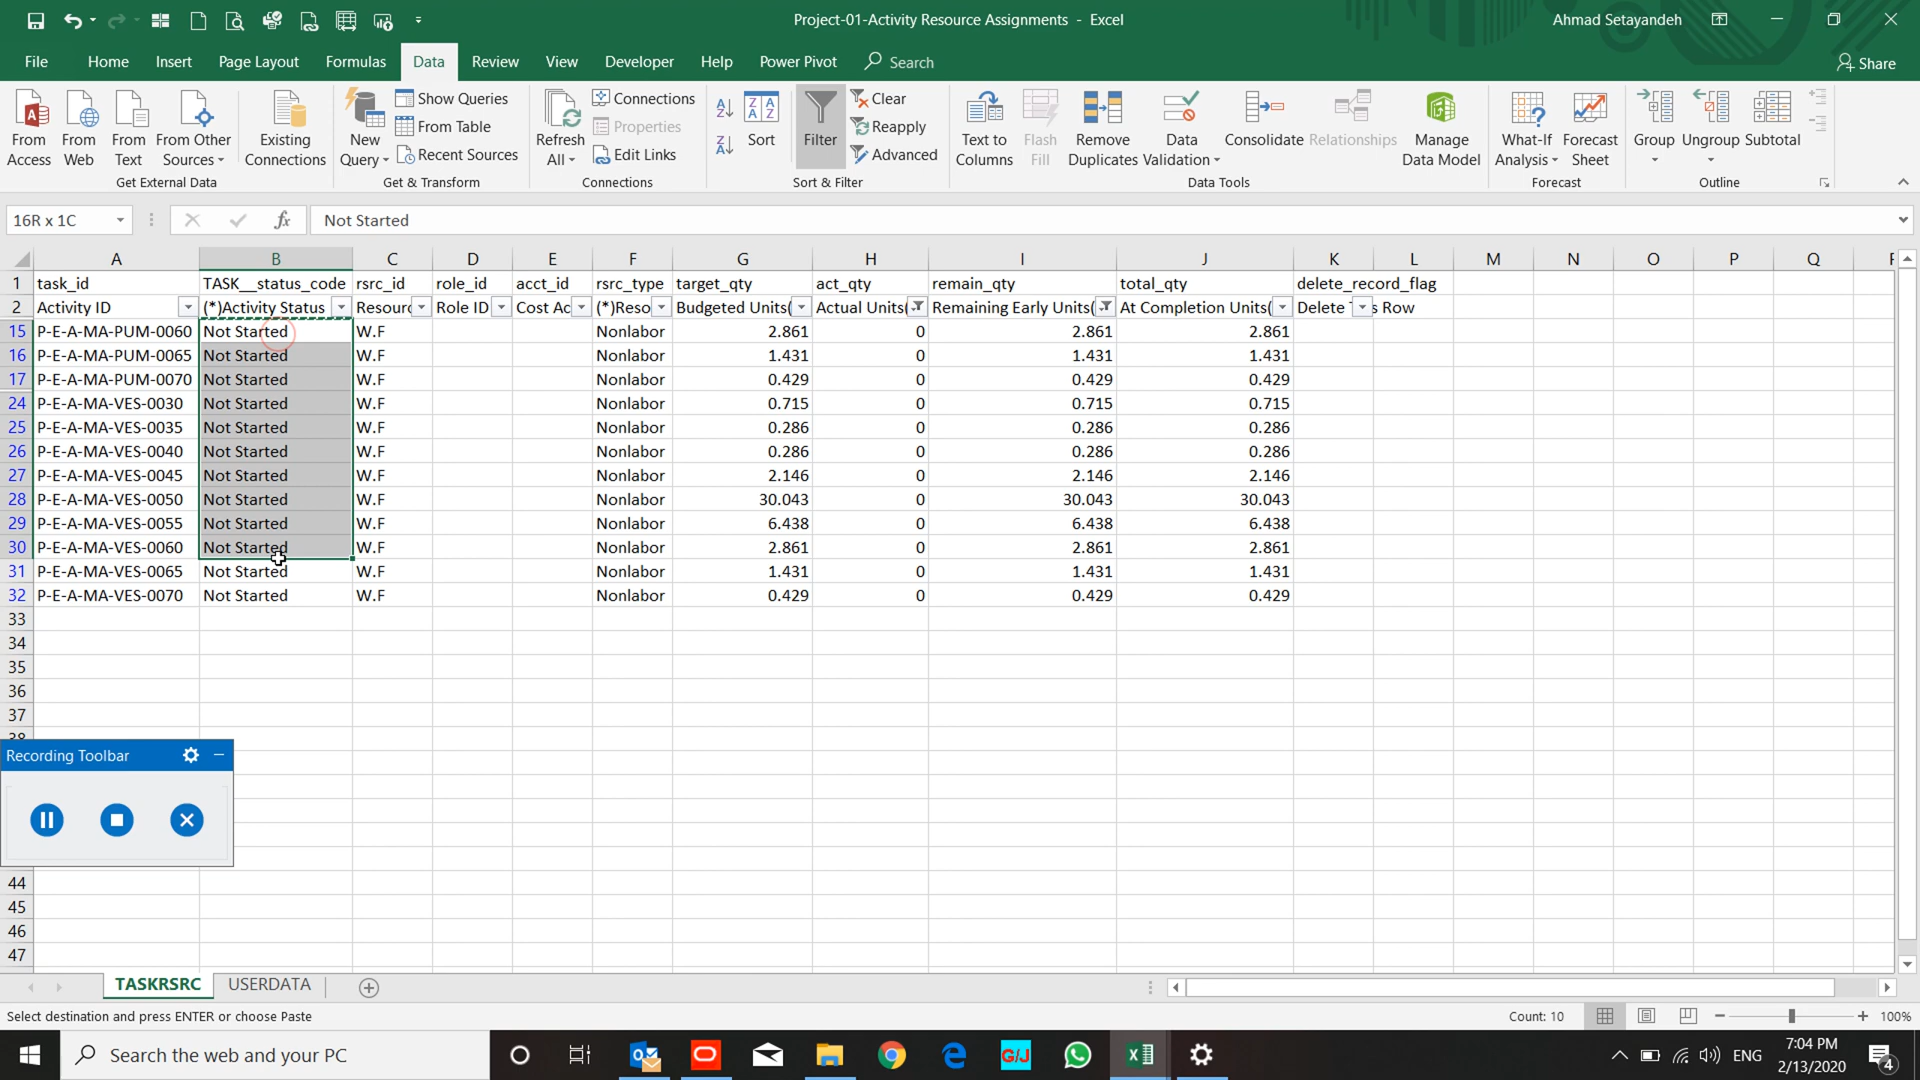 Project-01-Activity Resource Assignments - Excel
Ahmad Setayandeh
File Home Insert Page Layout Formulas Data Review View Developer Help Power Pivot Search Share
From Access
From Web
From Text
From Other Sources
Existing Connections
Get External Data
New Query
Show Queries
From Table
Recent Sources
Get & Transform
Refresh All
Connections
Properties
Edit Links
Connections
Sort
Filter
Clear
Reapply
Advanced
Sort & Filter
Text to Columns
Flash Fill
Remove Duplicates
Data Validation
Consolidate
Relationships
Manage Data Model
Data Tools
What-If Analysis
Forecast Sheet
Forecast
Group
Ungroup
Subtotal
Outline
16R x 1C fx Not Started
A B C D E F G H I J K L M N O P Q
1 task_id TASK__status_code rsrc_id role_id acct_id rsrc_type target_qty act_qty remain_qty total_qty delete_record_flag
2 Activity ID (*)Activity Status Resourc Role ID Cost Ac (*)Reso Budgeted Units( Actual Units( Remaining Early Units( At Completion Units( Delete s Row
15 P-E-A-MA-PUM-0060 Not Started W.F Nonlabor 2.861 0 2.861 2.861
16 P-E-A-MA-PUM-0065 Not Started W.F Nonlabor 1.431 0 1.431 1.431
17 P-E-A-MA-PUM-0070 Not Started W.F Nonlabor 0.429 0 0.429 0.429
24 P-E-A-MA-VES-0030 Not Started W.F Nonlabor 0.715 0 0.715 0.715
25 P-E-A-MA-VES-0035 Not Started W.F Nonlabor 0.286 0 0.286 0.286
26 P-E-A-MA-VES-0040 Not Started W.F Nonlabor 0.286 0 0.286 0.286
27 P-E-A-MA-VES-0045 Not Started W.F Nonlabor 2.146 0 2.146 2.146
28 P-E-A-MA-VES-0050 Not Started W.F Nonlabor 30.043 0 30.043 30.043
29 P-E-A-MA-VES-0055 Not Started W.F Nonlabor 6.438 0 6.438 6.438
30 P-E-A-MA-VES-0060 Not Started W.F Nonlabor 2.861 0 2.861 2.861
31 P-E-A-MA-VES-0065 Not Started W.F Nonlabor 1.431 0 1.431 1.431
32 P-E-A-MA-VES-0070 Not Started W.F Nonlabor 0.429 0 0.429 0.429
33
34
35
36
37
38
Recording Toolbar
44
45
46
47
TASKRSRC USERDATA
Select destination and press ENTER or choose Paste Count: 10 100%
Search the web and your PC
G/J
ENG
7:04 PM
2/13/2020
4